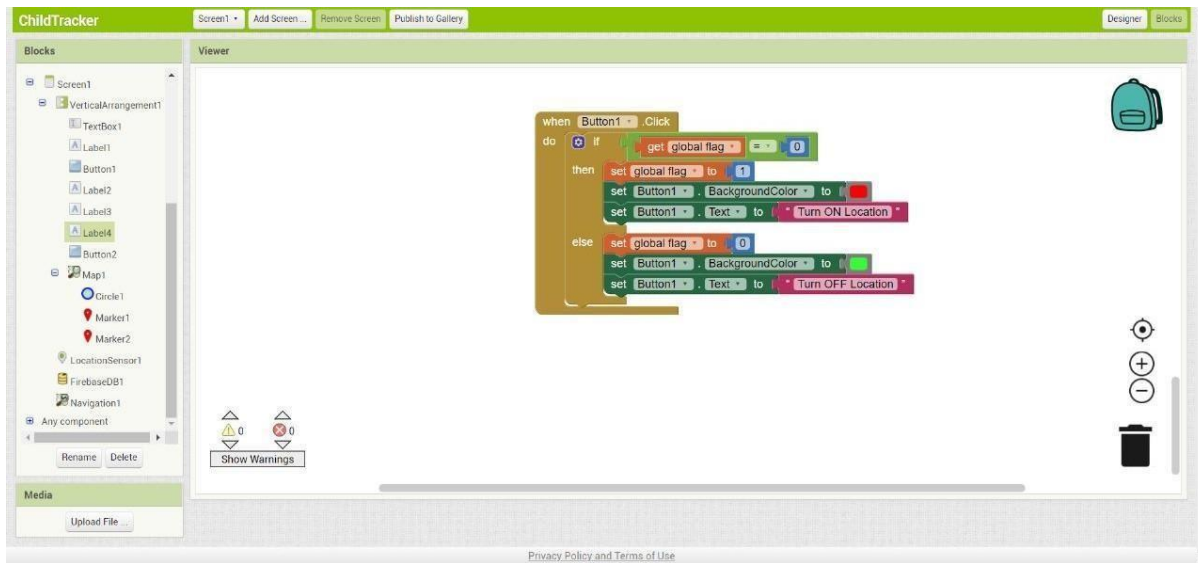 ChildTracker
Screen1 Add Screen ... Remove Screen Publish to Gallery Designer Blocks
Blocks
Screen1
VerticalArrangement1
TextBox1
Label1
Button1
Label2
Label3
Label4
Button2
Map1
Circle1
Marker1
Marker2
LocationSensor1
FirebaseDB1
Navigation1
Any component
Rename Delete
Media
Upload File ...
Viewer
when Button1 .Click
do if get global flag = 0
then set global flag to 1
set Button1 . BackgroundColor to
set Button1 . Text to " Turn ON Location "
else set global flag to 0
set Button1 . BackgroundColor to
set Button1 . Text to " Turn OFF Location "
0 0
Show Warnings
Privacy Policy and Terms of Use